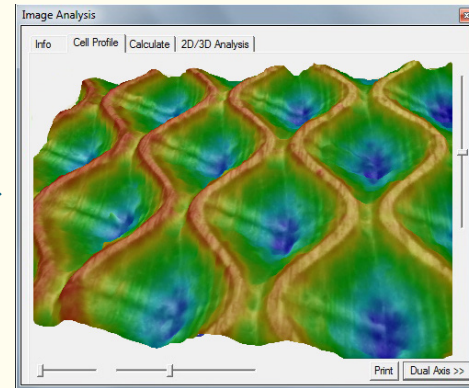 Image Analysis
Info Cell Profile Calculate 2D/3D Analysis
Print Dual Axis >>